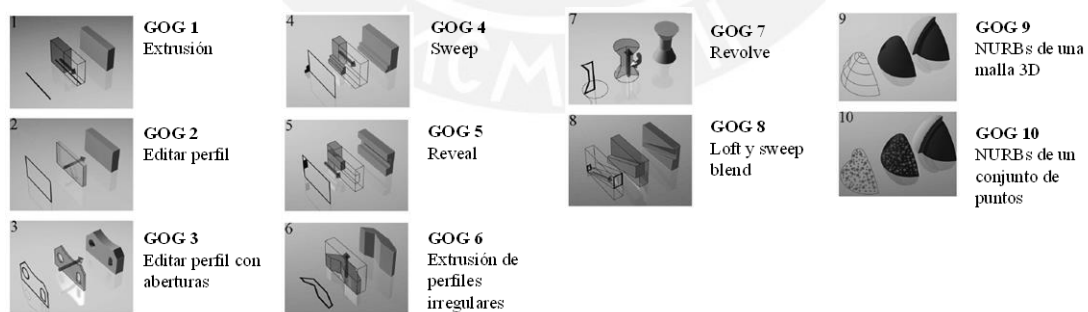 1
GOG 1
Extrusión
2
GOG 2
Editar perfil
3
GOG 3
Editar perfil con
aberturas
4
GOG 4
Sweep
5
GOG 5
Reveal
6
GOG 6
Extrusión de
perfiles
irregulares
7
GOG 7
Revolve
8
GOG 8
Loft y sweep
blend
9
GOG 9
NURBs de una
malla 3D
10
GOG 10
NURBs de un
conjunto de
puntos